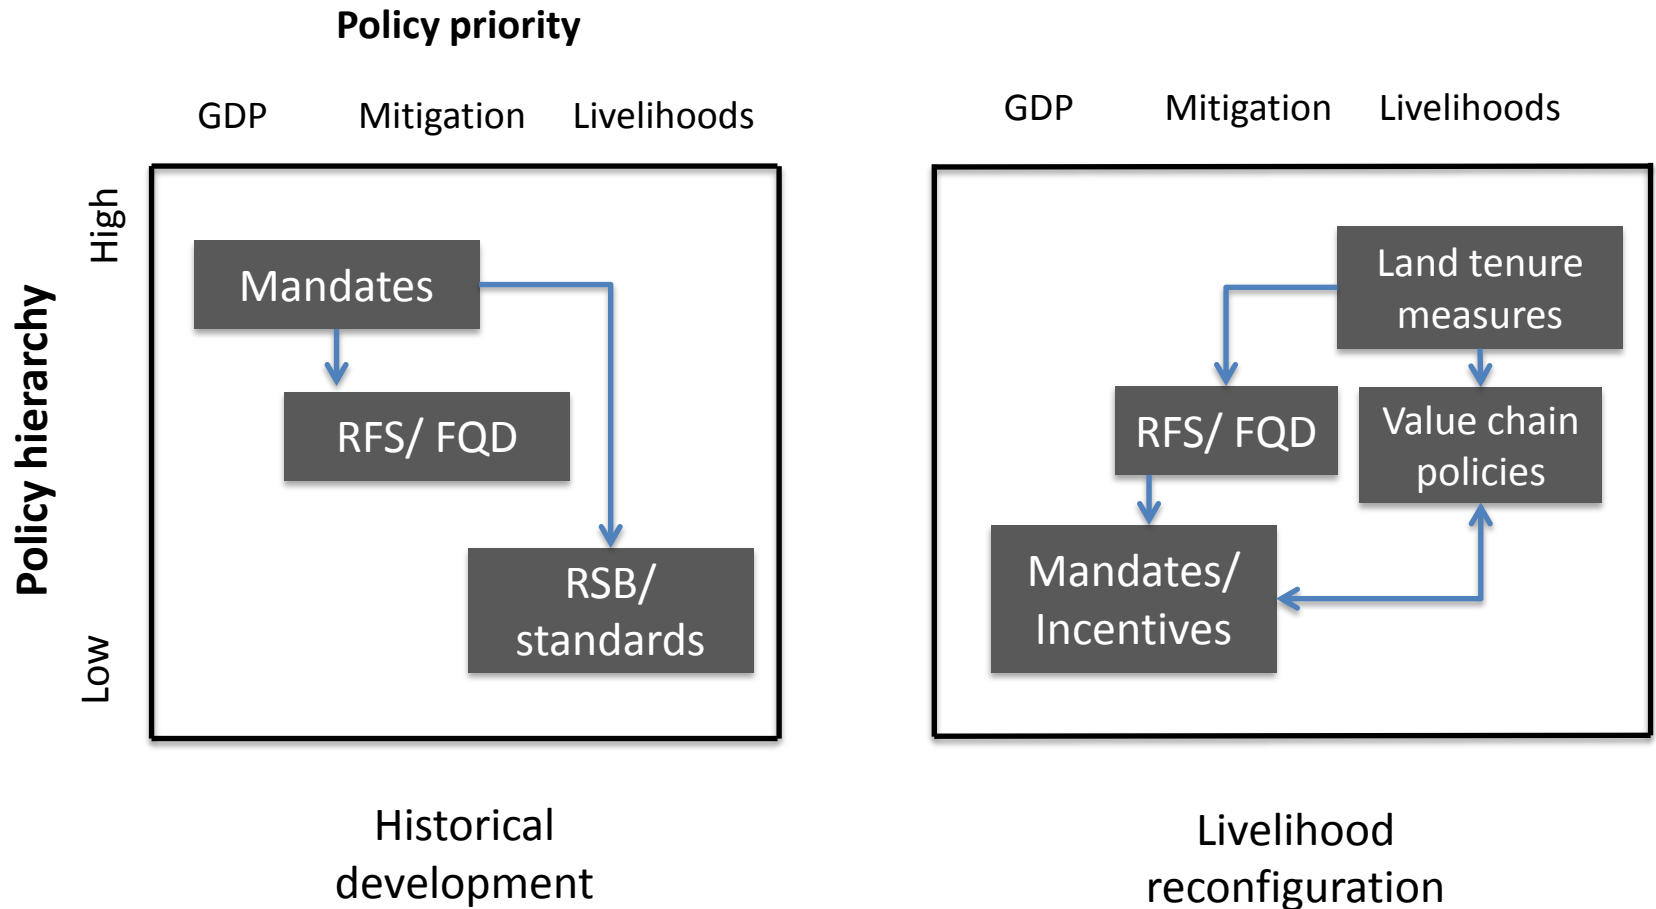 Policy priority
GDP Mitigation Livelihoods
High
Policy hierarchy
Low
Mandates
RFS/ FQD
RSB/
standards
Historical
development
GDP Mitigation Livelihoods
Land tenure
measures
RFS/ FQD
Value chain
policies
Mandates/
Incentives
Livelihood
reconfiguration